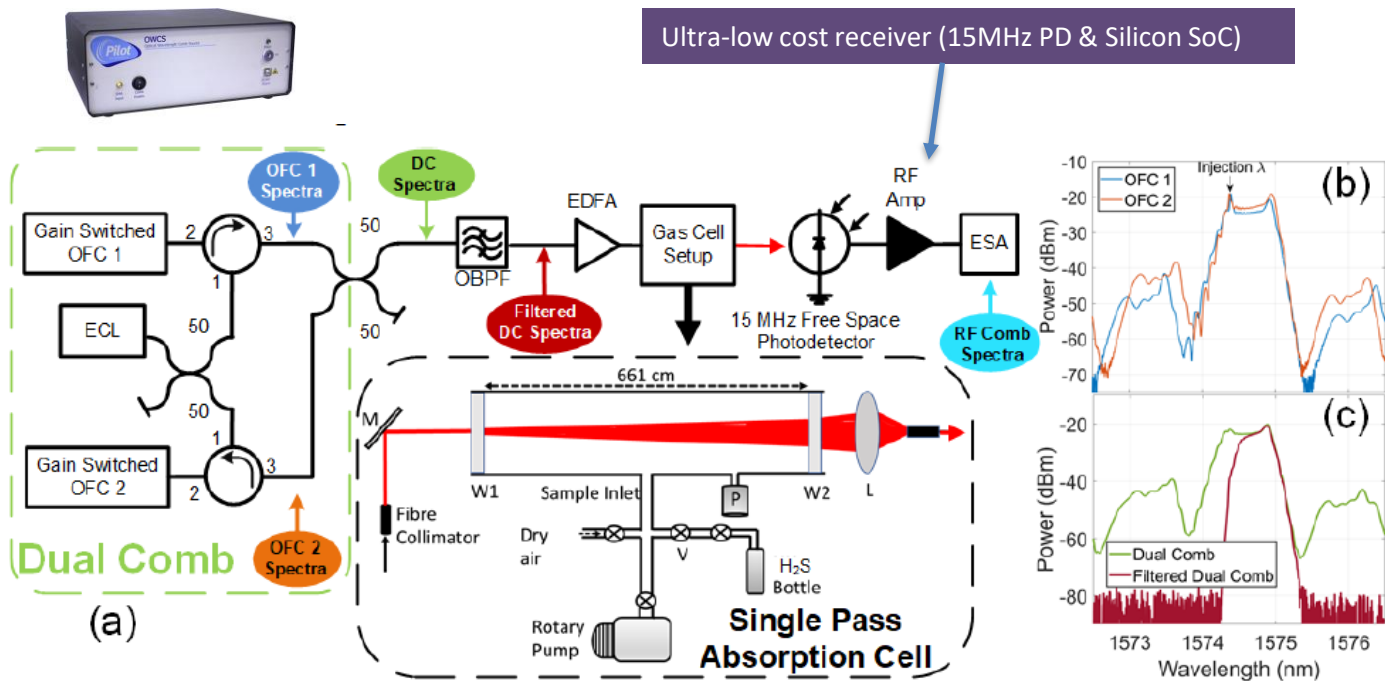 Pilot
OWCS
Ultra-low cost receiver (15MHz PD & Silicon SoC)
OFC 1
Spectra
DC
Spectra
Gain Switched
OFC 1
2
3
1
50
50
ECL
50
50
1
Gain Switched
OFC 2
2
3
OFC 2
Spectra
Dual Comb
(a)
OBPF
Filtered
DC Spectra
EDFA
Gas Cell
Setup
15 MHz Free Space
Photodetector
RF
Amp
ESA
RF Comb
Spectra
661 cm
M
W1
Sample Inlet
P
W2
L
Fibre
Collimator
Dry
air
V
H₂S
Bottle
Rotary
Pump
Single Pass
Absorption Cell
Injection λ
(b)
OFC 1
OFC 2
Power (dBm)
-10
-20
-30
-40
-50
-60
-70
(c)
Dual Comb
Filtered Dual Comb
Power (dBm)
-20
-40
-60
-80
1573
1574
1575
1576
Wavelength (nm)